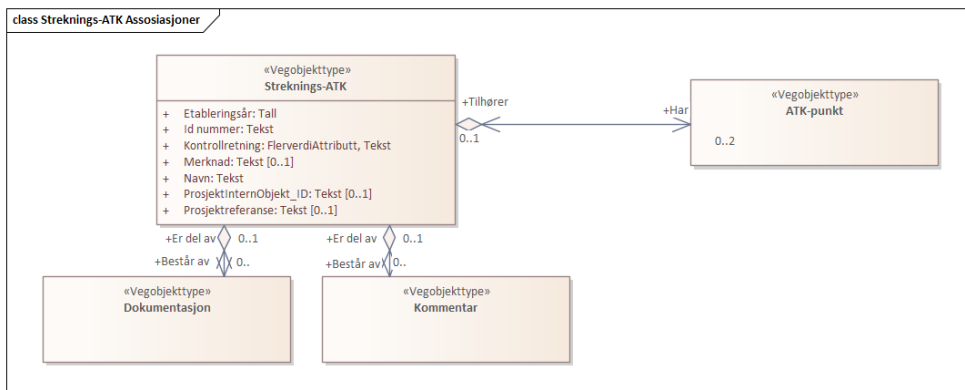 class Streknings-ATK Assosiasjoner
«Vegobjekttype»
Streknings-ATK
+ Etableringsår: Tall
+ Id nummer: Tekst
+ Kontrollretning: FlerverdiAttributt, Tekst
+ Merknad: Tekst [0..1]
+ Navn: Tekst
+ ProsjektInternObjekt_ID: Tekst [0..1]
+ Prosjektreferanse: Tekst [0..1]
+Tilhører
0..1
+Har
«Vegobjekttype»
ATK-punkt
0..2
+Er del av 0..1
+Består av 0..
+Er del av 0..1
+Består av 0..
«Vegobjekttype»
Dokumentasjon
«Vegobjekttype»
Kommentar